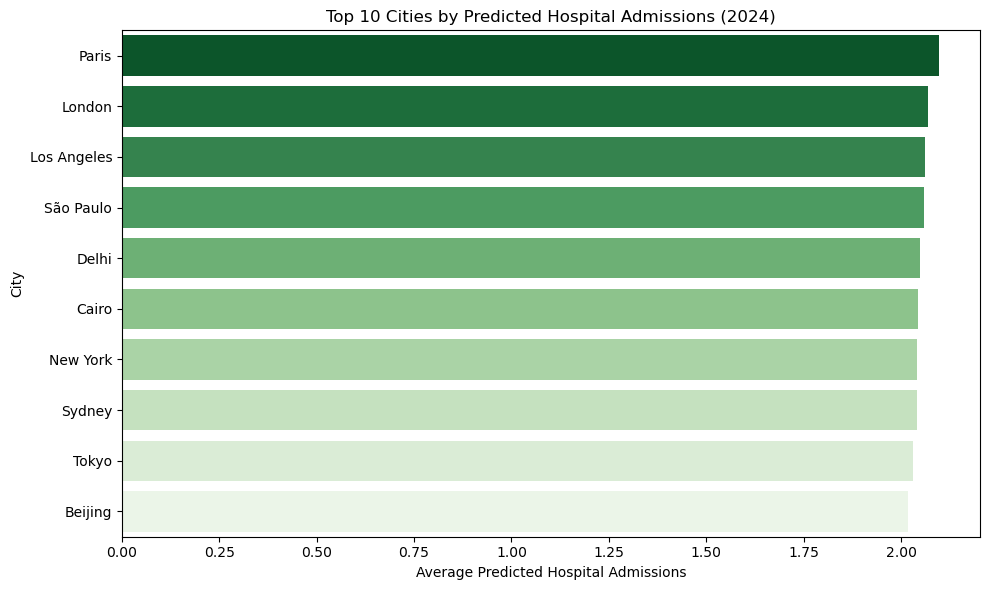 Top 10 Cities by Predicted Hospital Admissions (2024)
City
Paris
London
Los Angeles
São Paulo
Delhi
Cairo
New York
Sydney
Tokyo
Beijing
0.00 0.25 0.50 0.75 1.00 1.25 1.50 1.75 2.00
Average Predicted Hospital Admissions